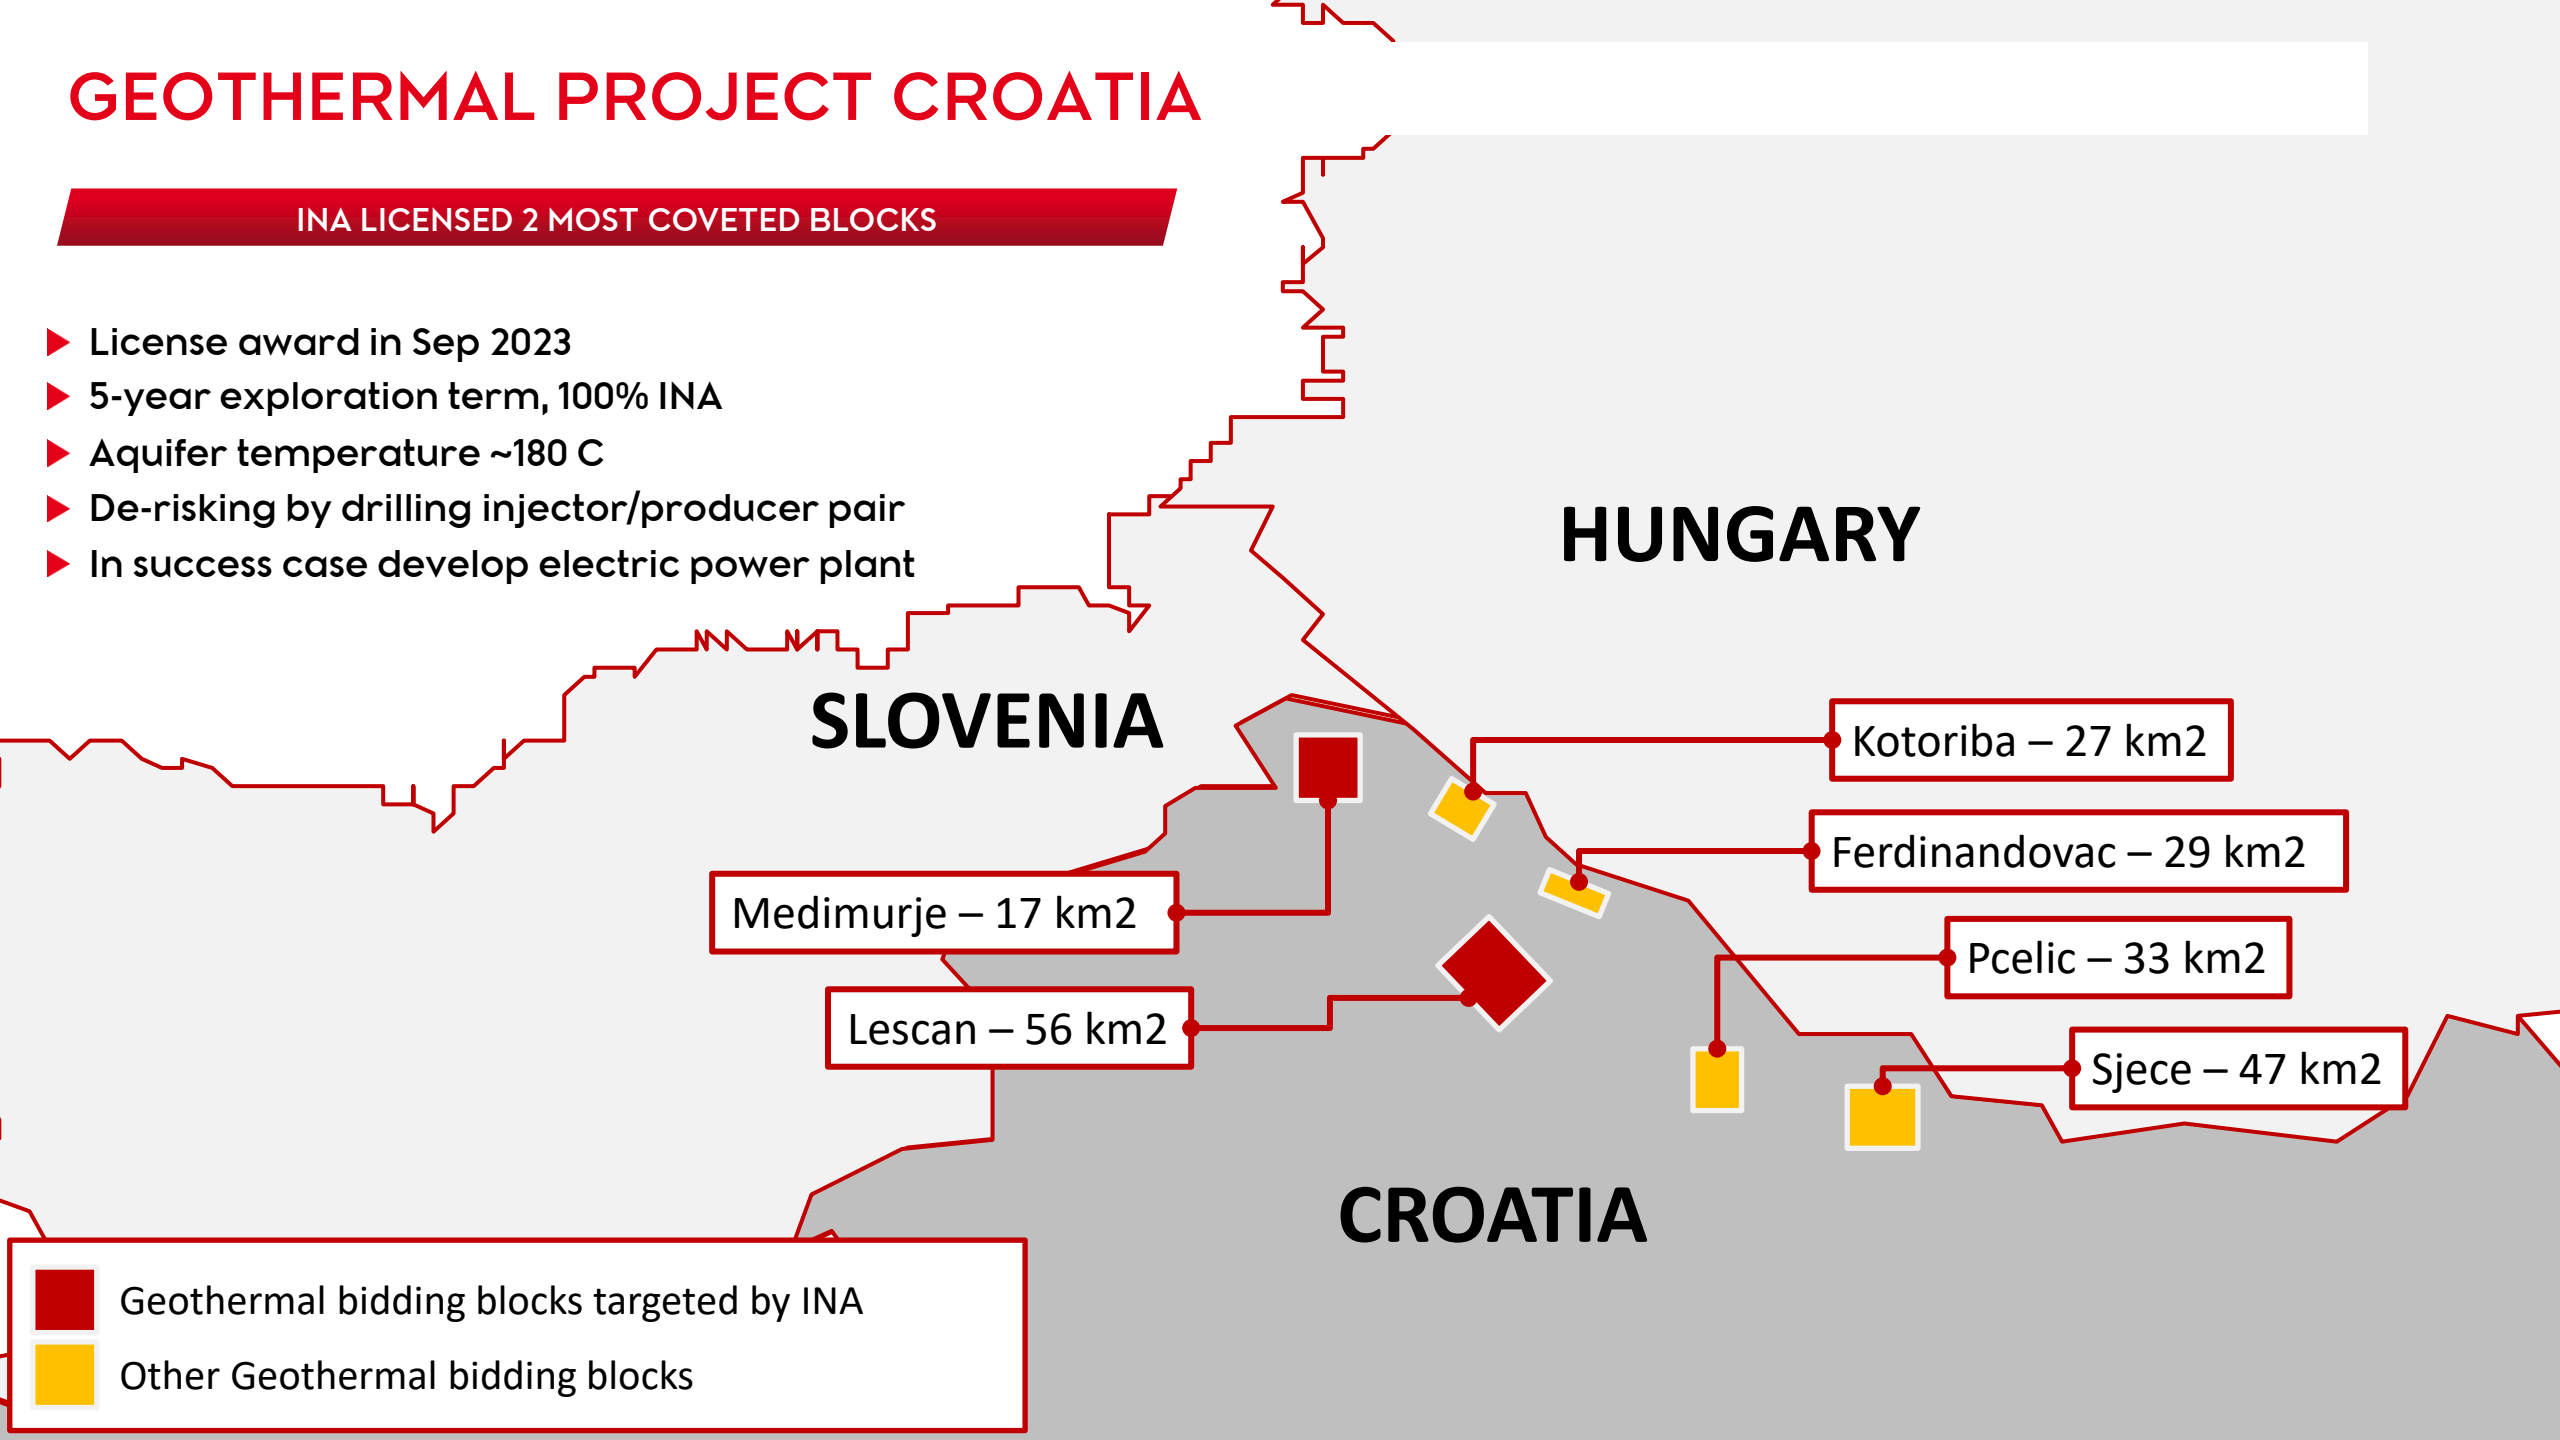 GEOTHERMAL PROJECT CROATIA
INA LICENSED 2 MOST COVETED BLOCKS
License award in Sep 2023
5-year exploration term, 100% INA
Aquifer temperature ~180 C
De-risking by drilling injector/producer pair
In success case develop electric power plant
HUNGARY
SLOVENIA
Kotoriba – 27 km2
Ferdinandovac – 29 km2
Medimurje – 17 km2
Pcelic – 33 km2
Lescan – 56 km2
Sjece – 47 km2
CROATIA
Geothermal bidding blocks targeted by INA
Other Geothermal bidding blocks